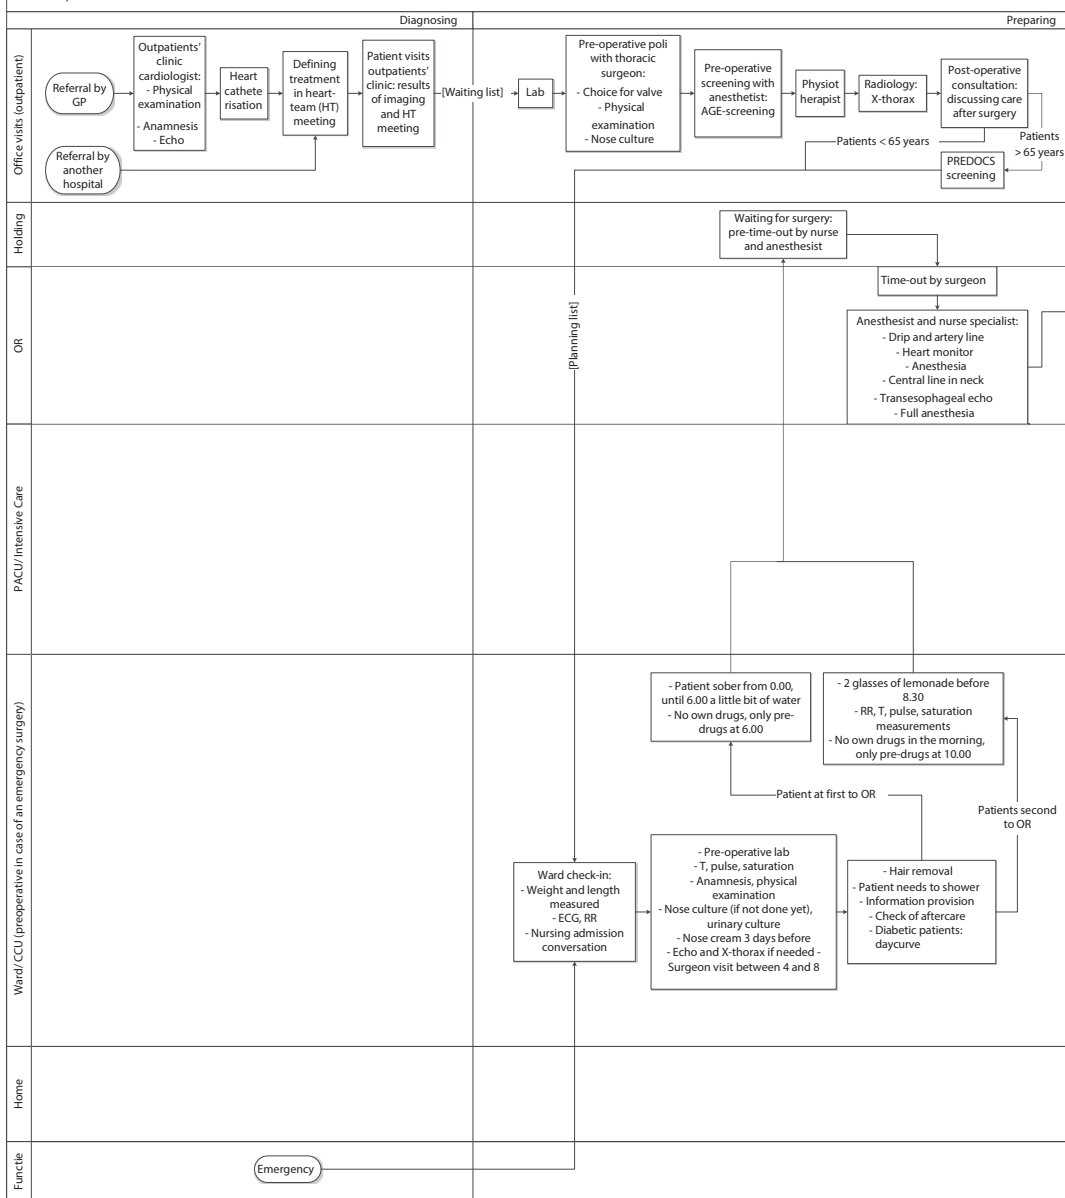 Diagnosing
Preparing
Office visits (outpatient)
Referral by
GP
Outpatients'
clinic
cardiologist:
- Physical
examination
- Anamnesis
- Echo
Heart
cathete
risation
Defining
treatment
in heart-
team (HT)
meeting
Patient visits
outpatients'
clinic: results
of imaging
and HT
meeting
[Waiting list]
Lab
Pre-operative poli
with thoracic
surgeon:
- Choice for valve
- Physical
examination
- Nose culture
Pre-operative
screening with
anesthetist:
AGE-screening
Physiot
herapist
Radiology:
X-thorax
Post-operative
consultation:
discussing care
after surgery
Patients < 65 years
Patients
> 65 years
PREDOCS
screening
Referral by
another
hospital
Holding
Waiting for surgery:
pre-time-out by nurse
and anesthesist
OR
[Planning list]
Time-out by surgeon
Anesthesist and nurse specialist:
- Drip and artery line
- Heart monitor
- Anesthesia
- Central line in neck
- Transesophageal echo
- Full anesthesia
PACU/ Intensive Care
Ward/ CCU (preoperative in case of an emergency surgery)
- Patient sober from 0.00,
until 6.00 a little bit of water
- No own drugs, only pre-
drugs at 6.00
- 2 glasses of lemonade before
8.30
- RR, T, pulse, saturation
measurements
- No own drugs in the morning,
only pre-drugs at 10.00
Patient at first to OR
Patients second
to OR
Ward check-in:
- Weight and length
measured
- ECG, RR
- Nursing admission
conversation
- Pre-operative lab
- T, pulse, saturation
- Anamnesis, physical
examination
- Nose culture (if not done yet),
urinary culture
- Nose cream 3 days before
- Echo and X-thorax if needed -
Surgeon visit between 4 and 8
- Hair removal
- Patient needs to shower
- Information provision
- Check of aftercare
- Diabetic patients:
daycurve
Home
Functie
Emergency